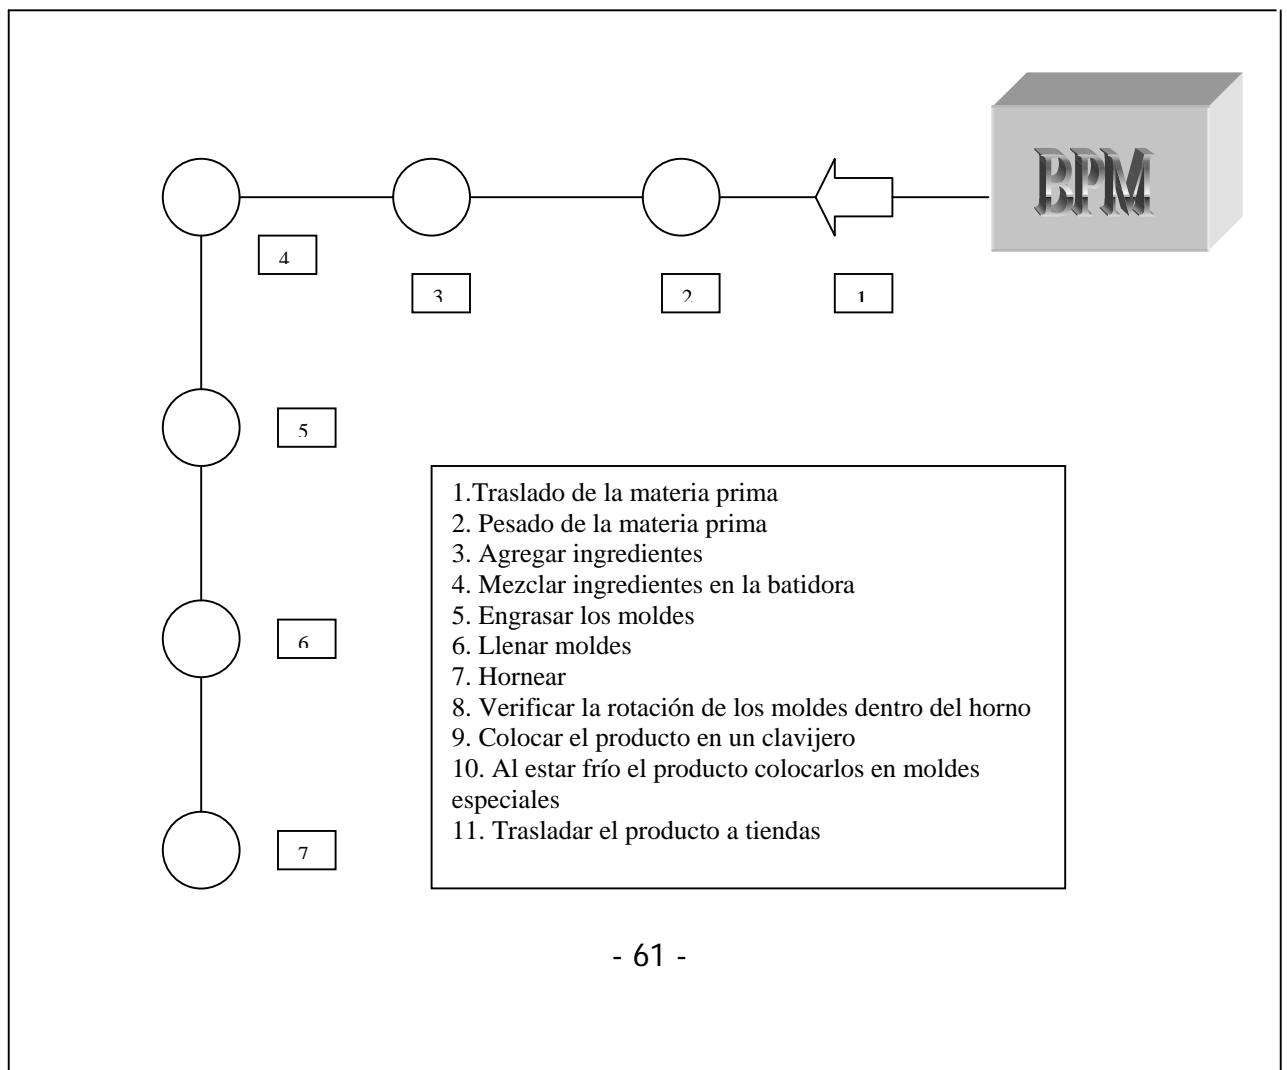 BPM
4
3
2
1
5
6
7
1.Traslado de la materia prima
2. Pesado de la materia prima
3. Agregar ingredientes
4. Mezclar ingredientes en la batidora
5. Engrasar los moldes
6. Llenar moldes
7. Hornear
8. Verificar la rotación de los moldes dentro del horno
9. Colocar el producto en un clavijero
10. Al estar frío el producto colocarlos en moldes
especiales
11. Trasladar el producto a tiendas
- 61 -